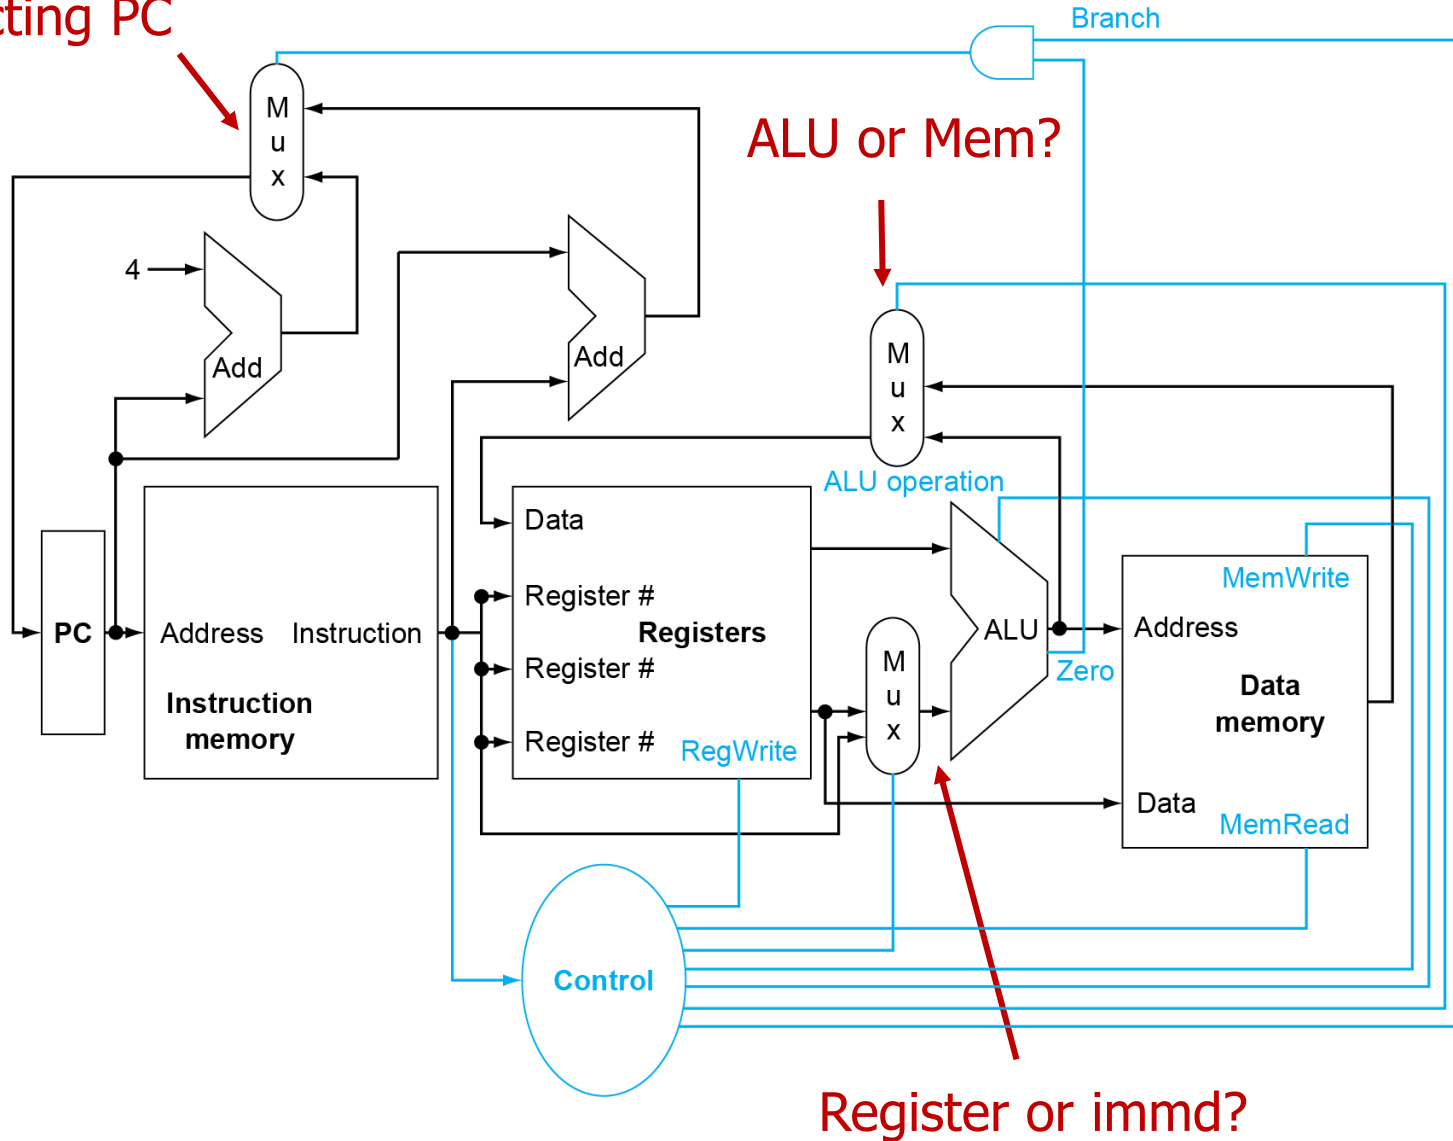 PC
Branch
M
u
x
ALU or Mem?
4
Add
Add
M
u
x
ALU operation
Data
Register #
Registers
Register #
Register #
RegWrite
PC
Address
Instruction
Instruction
memory
M
u
x
ALU
Zero
MemWrite
Address
Data
memory
Data
MemRead
Control
Register or immd?